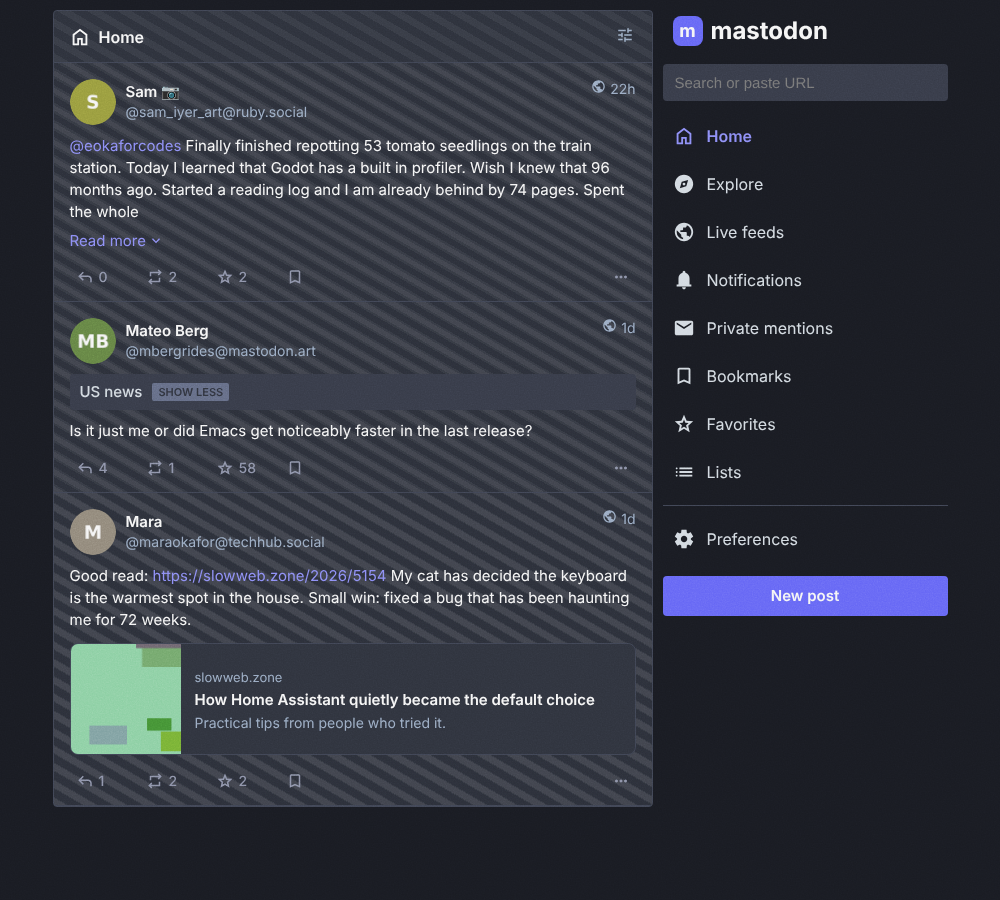 Home
Sam 📷
22h
@sam_iyer_art@ruby.social
@eokaforcodes Finally finished repotting 53 tomato seedlings on the train
station. Today I learned that Godot has a built in profiler. Wish I knew that 96
months ago. Started a reading log and I am already behind by 74 pages. Spent
the whole
Read more
0 2 2
S
Mateo Berg
1d
@mbergrides@mastodon.art
MB
US news SHOW LESS
Is it just me or did Emacs get noticeably faster in the last release?
4 1 58
Mara
1d
@maraokafor@techhub.social
M
Good read: https://slowweb.zone/2026/5154 My cat has decided the keyboard
is the warmest spot in the house. Small win: fixed a bug that has been haunting
me for 72 weeks.
slowweb.zone
How Home Assistant quietly became the default choice
Practical tips from people who tried it.
1 2 2
m mastodon
Search or paste URL
Home
Explore
Live feeds
Notifications
Private mentions
Bookmarks
Favorites
Lists
Preferences
New post